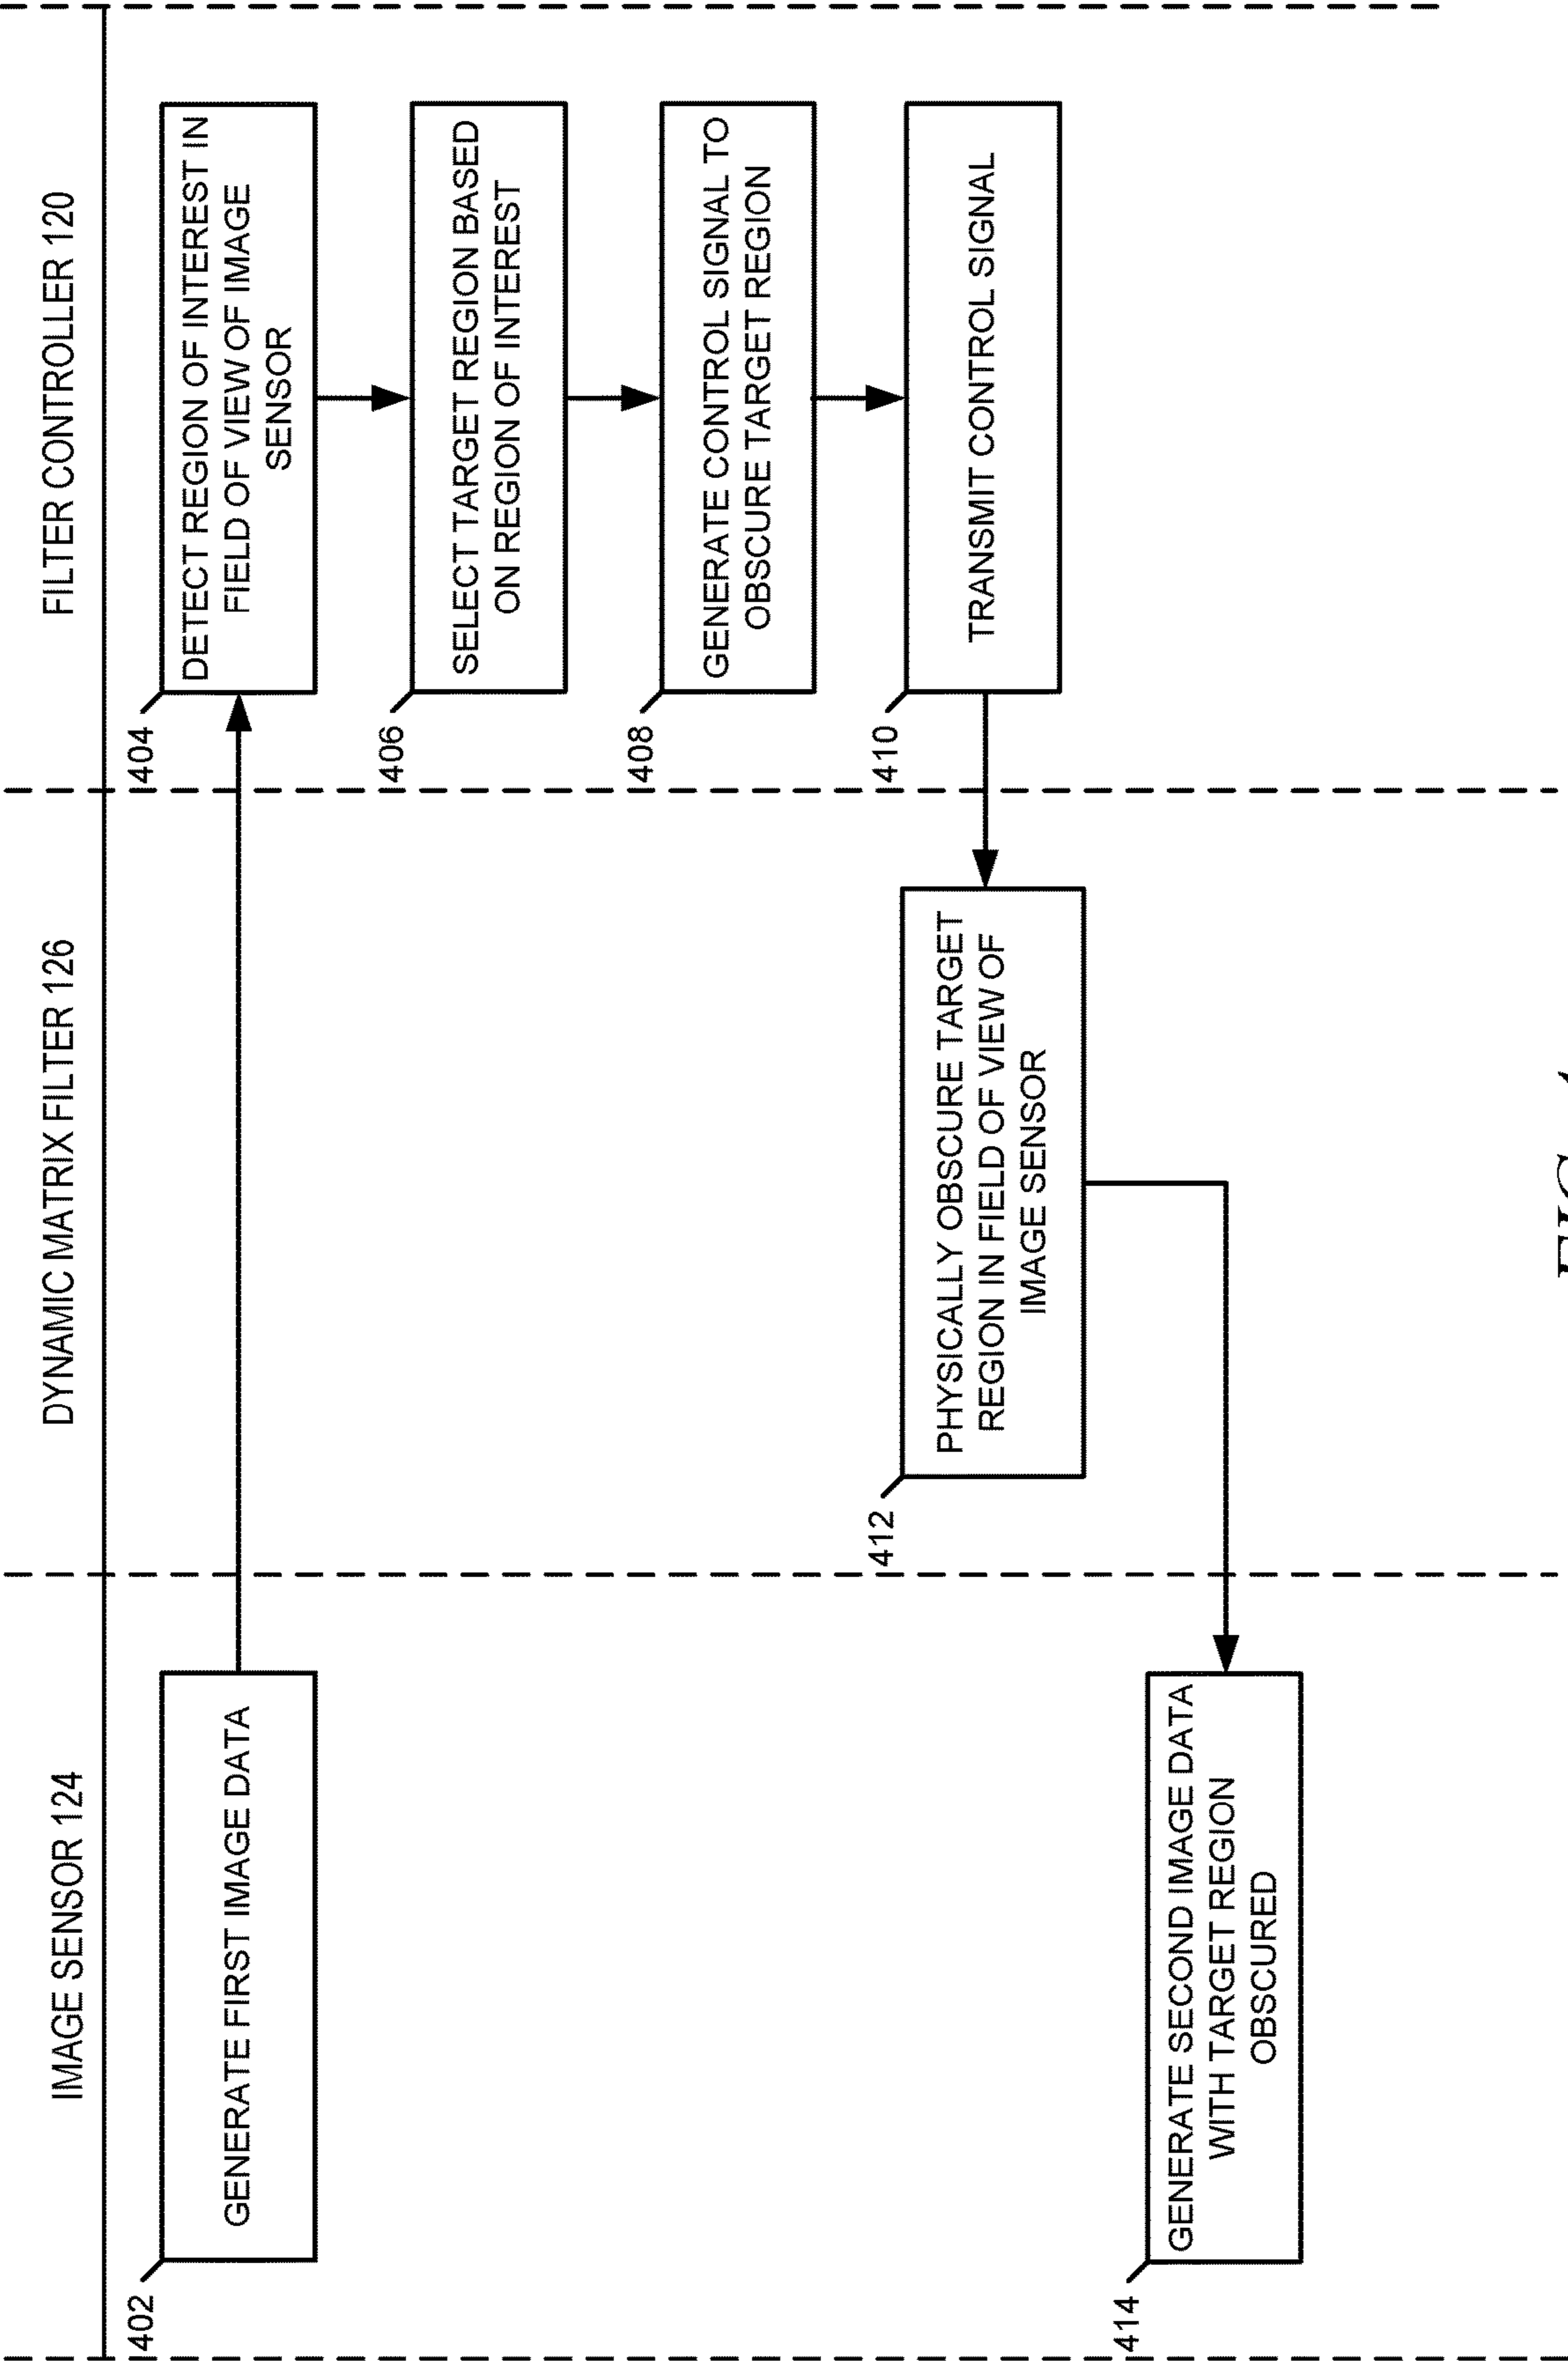 IMAGE SENSOR 124
DYNAMIC MATRIX FILTER 126
FILTER CONTROLLER 120
402
GENERATE FIRST IMAGE DATA
404
DETECT REGION OF INTEREST IN
FIELD OF VIEW OF IMAGE
SENSOR
406
SELECT TARGET REGION BASED
ON REGION OF INTEREST
408
GENERATE CONTROL SIGNAL TO
OBSCURE TARGET REGION
410
TRANSMIT CONTROL SIGNAL
412
PHYSICALLY OBSCURE TARGET
REGION IN FIELD OF VIEW OF
IMAGE SENSOR
414
GENERATE SECOND IMAGE DATA
WITH TARGET REGION
OBSCURED